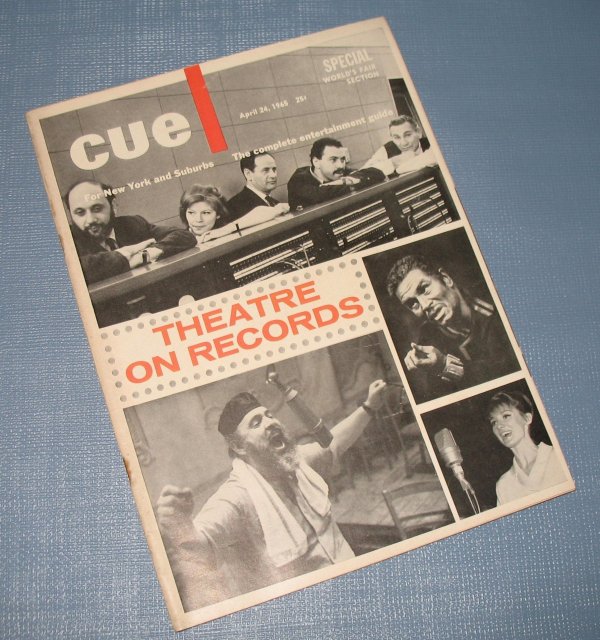 cue
SPECIAL
WORLD'S FAIR
SECTION
April 24, 1965 25¢
For New York and Suburbs The complete entertainment guide
THEATRE
ON RECORDS